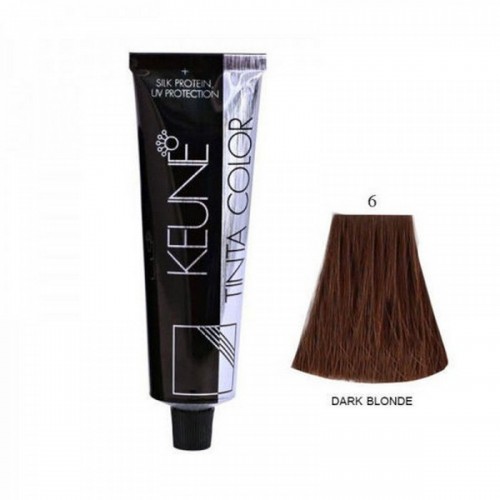 +
SILK PROTEIN,
UV PROTECTION
KEUNE
TINTA COLOR
6
DARK BLONDE